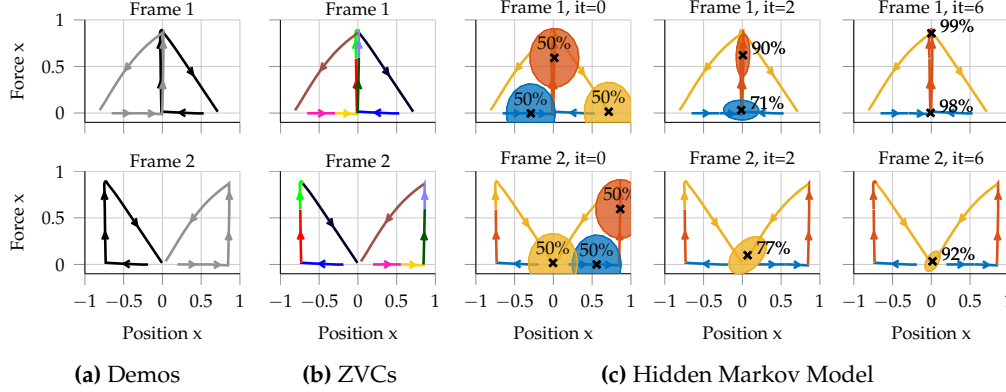 Frame 1
Frame 1
Frame 1, it=0
Frame 1, it=2
Frame 1, it=6
1
0.5
0
Force x
50%
50%
50%
90%
71%
99%
98%
Frame 2
Frame 2
Frame 2, it=0
Frame 2, it=2
Frame 2, it=6
1
0.5
0
Force x
50%
50%
50%
77%
92%
−1 −0.5 0 0.5 1
−1 −0.5 0 0.5 1
−1 −0.5 0 0.5 1
−1 −0.5 0 0.5 1
−1 −0.5 0 0.5 1
Position x
Position x
Position x
Position x
Position x
(a) Demos
(b) ZVCs
(c) Hidden Markov Model